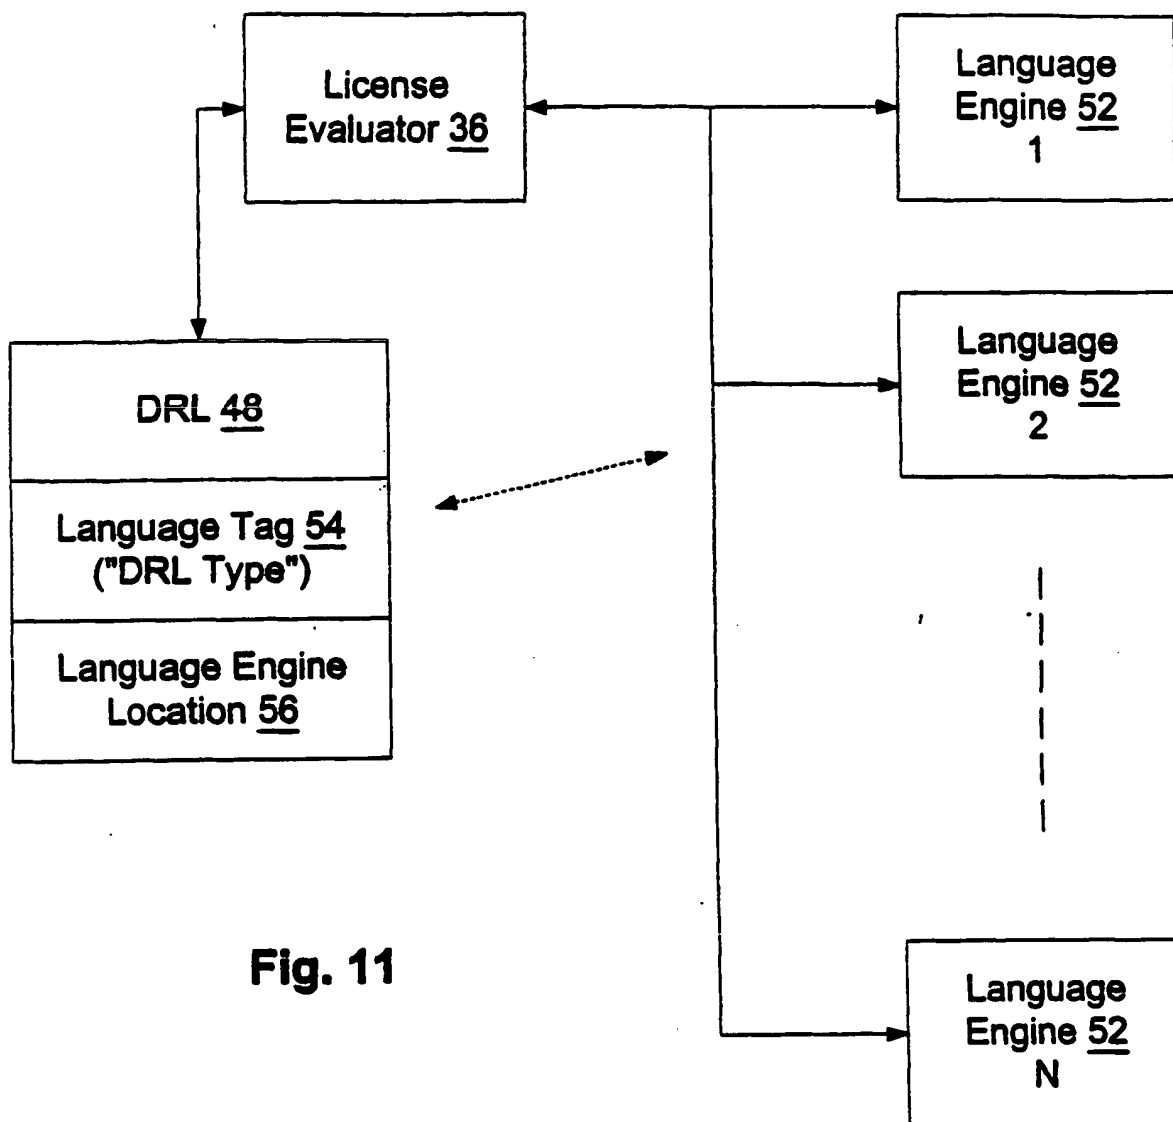 License
Evaluator 36
Language
Engine 52
1
Language
Engine 52
2
DRL 48
Language Tag 54
("DRL Type")
Language Engine
Location 56
Language
Engine 52
N
Fig. 11